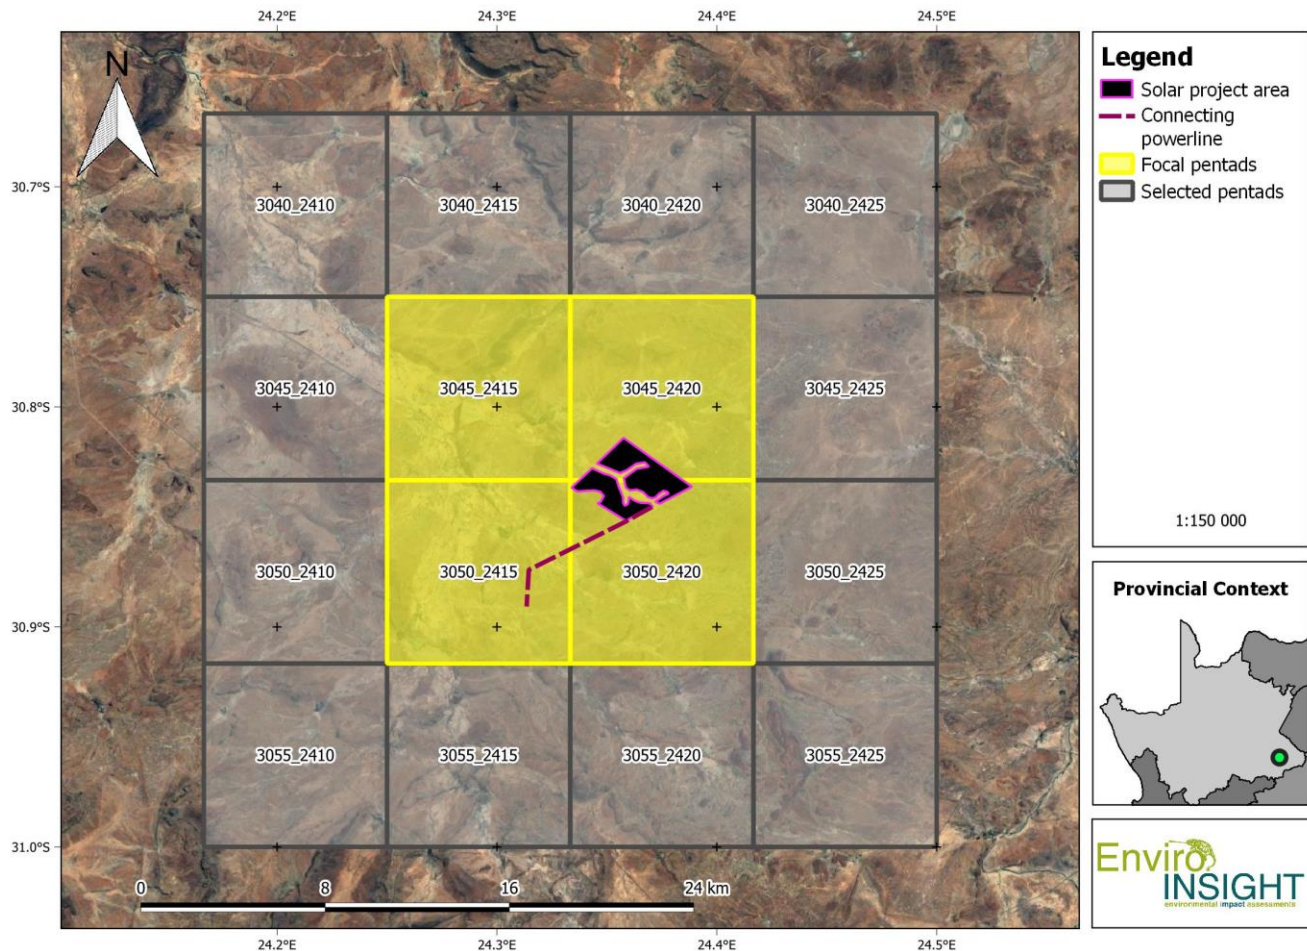 24.2°E 24.3°E 24.4°E 24.5°E
N
30.7°S
30.8°S
30.9°S
31.0°S
3040_2410 3040_2415 3040_2420 3040_2425
3045_2410 3045_2415 3045_2420 3045_2425
3050_2410 3050_2415 3050_2420 3050_2425
3055_2410 3055_2415 3055_2420 3055_2425
0 8 16 24 km
24.2°E 24.3°E 24.4°E 24.5°E
Legend
Solar project area
Connecting
powerline
Focal pentads
Selected pentads
1:150 000
Provincial Context
Enviro
INSIGHT
environmental impact assessments